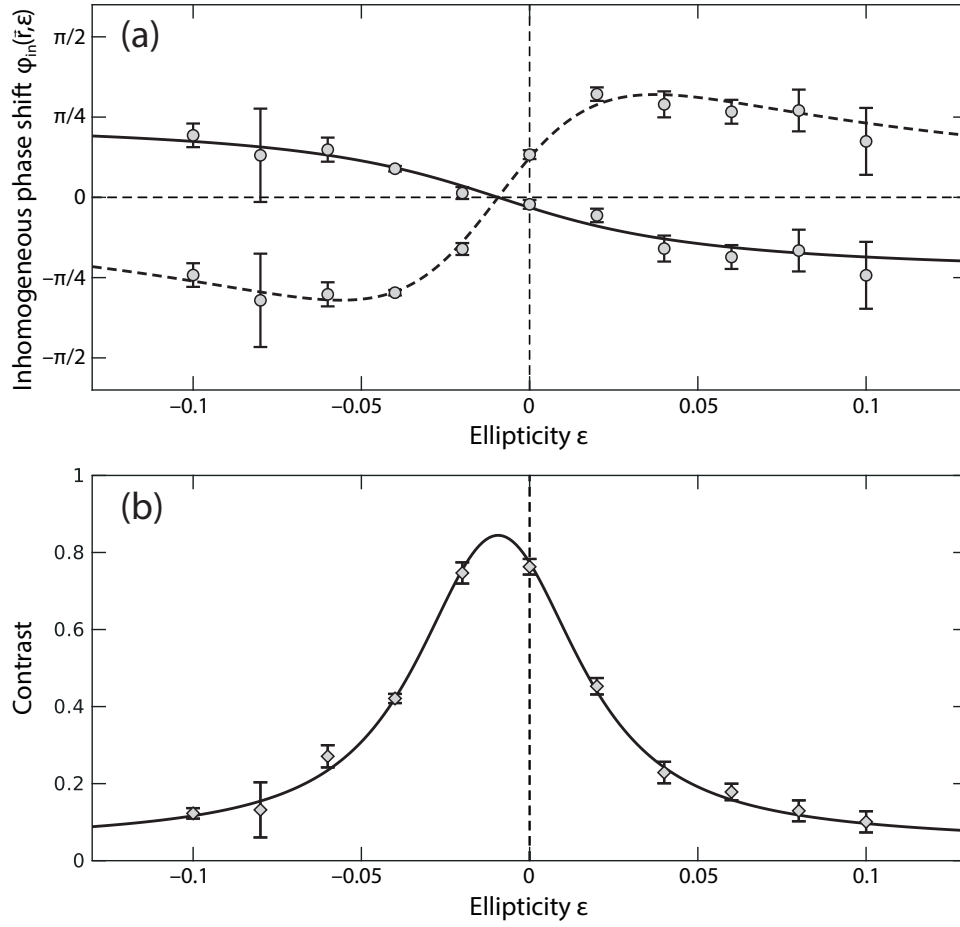 (a)
Inhomogeneous phase shift φin(r⃗,ε)
π/2
π/4
0
–π/4
–π/2
–0.1 –0.05 0 0.05 0.1
Ellipticity ε
(b)
Contrast
1
0.8
0.6
0.4
0.2
0
–0.1 –0.05 0 0.05 0.1
Ellipticity ε